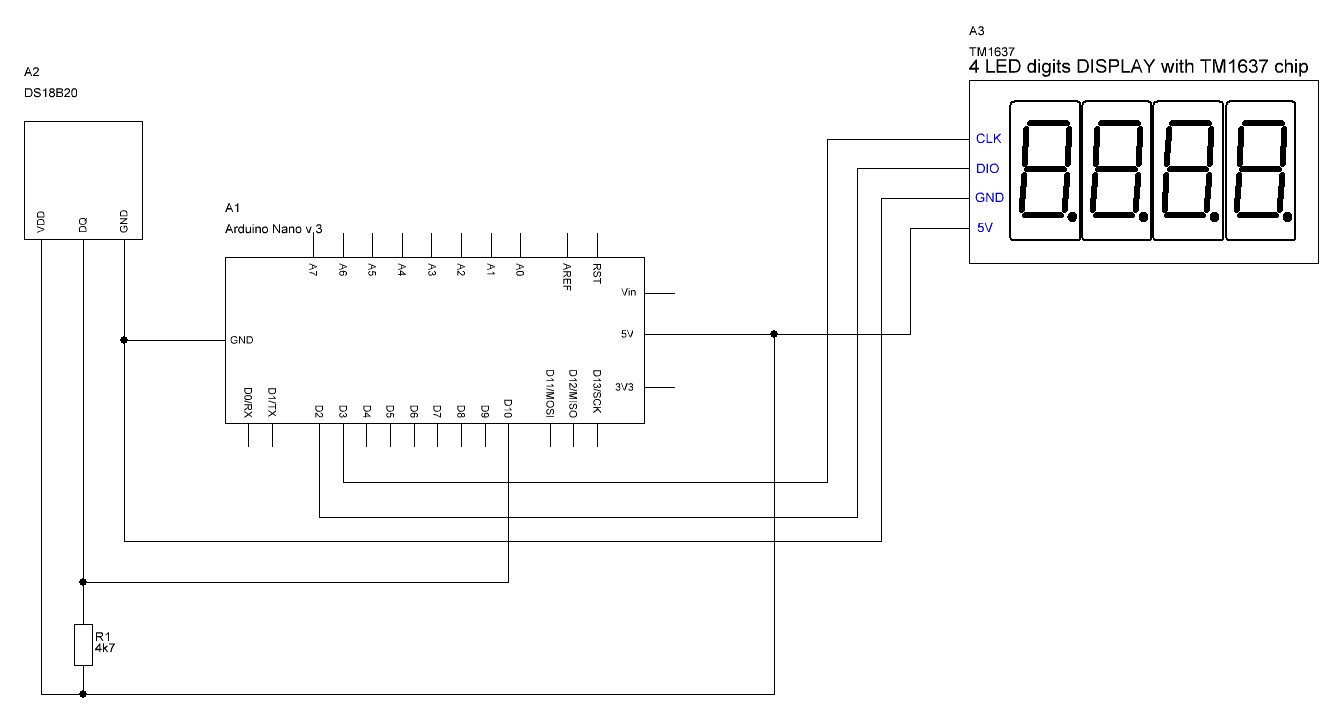 A3
TM1637
4 LED digits DISPLAY with TM1637 chip
CLK
DIO
GND
5V
A2
DS18B20
VDD
DQ
GND
A1
Arduino Nano v.3
A7
A6
A5
A4
A3
A2
A1
A0
AREF
RST
Vin
5V
3V3
GND
D0/RX
D1/TX
D2
D3
D4
D5
D6
D7
D8
D9
D10
D11/MOSI
D12/MISO
D13/SCK
R1
4k7